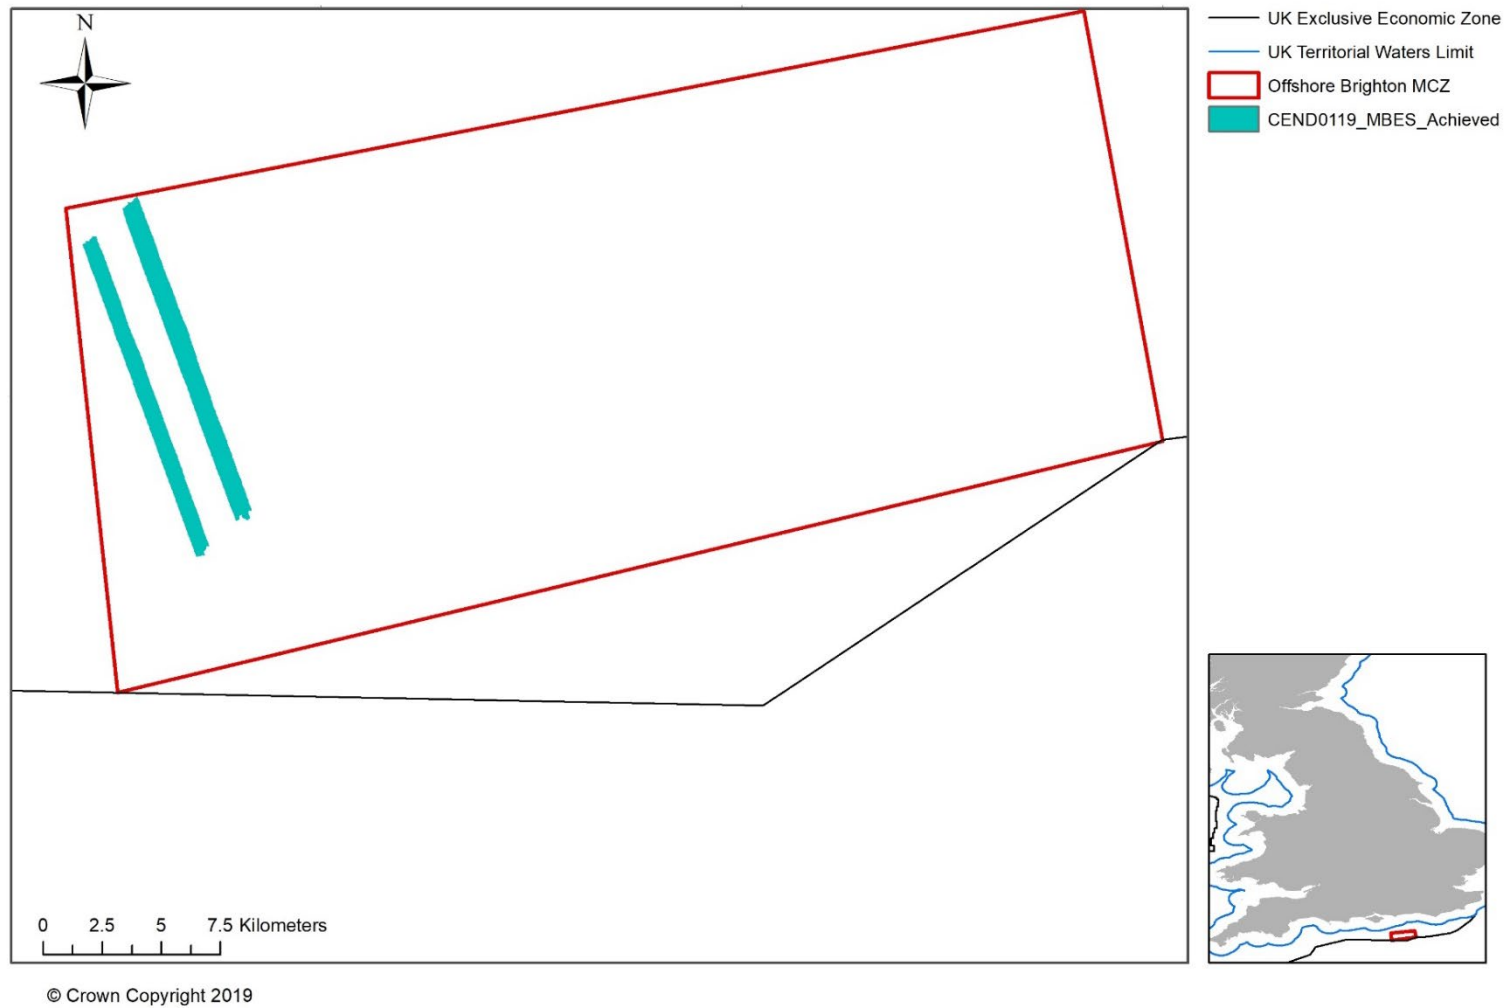 N
UK Exclusive Economic Zone
UK Territorial Waters Limit
Offshore Brighton MCZ
CEND0119_MBES_Achieved
0 2.5 5 7.5 Kilometers
© Crown Copyright 2019